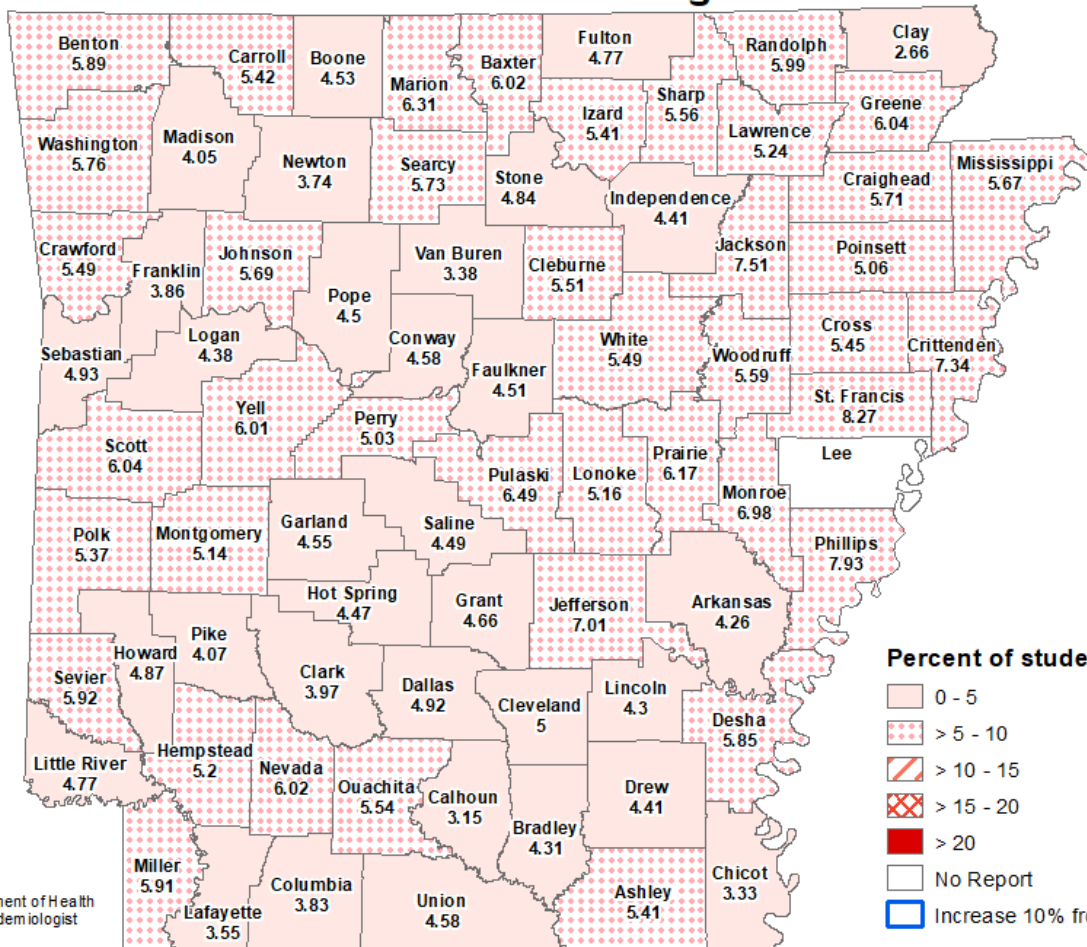 Benton
5.89
Carroll
5.42
Boone
4.53
Marion
6.31
Baxter
6.02
Fulton
4.77
Randolph
5.99
Clay
2.66
Izard
5.41
Sharp
5.56
Lawrence
5.24
Greene
6.04
Washington
5.76
Madison
4.05
Newton
3.74
Searcy
5.73
Stone
4.84
Independence
4.41
Craighead
5.71
Mississippi
5.67
Crawford
5.49
Franklin
3.86
Johnson
5.69
Pope
4.5
Van Buren
3.38
Cleburne
5.51
Jackson
7.51
Poinsett
5.06
Sebastian
4.93
Logan
4.38
Conway
4.58
Faulkner
4.51
White
5.49
Woodruff
5.59
Cross
5.45
Crittenden
7.34
St. Francis
8.27
Scott
6.04
Yell
6.01
Perry
5.03
Pulaski
6.49
Lonoke
5.16
Prairie
6.17
Monroe
6.98
Lee
Phillips
7.93
Polk
5.37
Montgomery
5.14
Garland
4.55
Saline
4.49
Hot Spring
4.47
Grant
4.66
Jefferson
7.01
Arkansas
4.26
Sevier
5.92
Howard
4.87
Pike
4.07
Clark
3.97
Dallas
4.92
Cleveland
5
Lincoln
4.3
Desha
5.85
Little River
4.77
Hempstead
5.2
Nevada
6.02
Ouachita
5.54
Calhoun
3.15
Bradley
4.31
Drew
4.41
Miller
5.91
Lafayette
3.55
Columbia
3.83
Union
4.58
Ashley
5.41
Chicot
3.33
Percent of stude
0 - 5
> 5 - 10
> 10 - 15
> 15 - 20
> 20
No Report
Increase 10% fr
ment of Health
demiologist